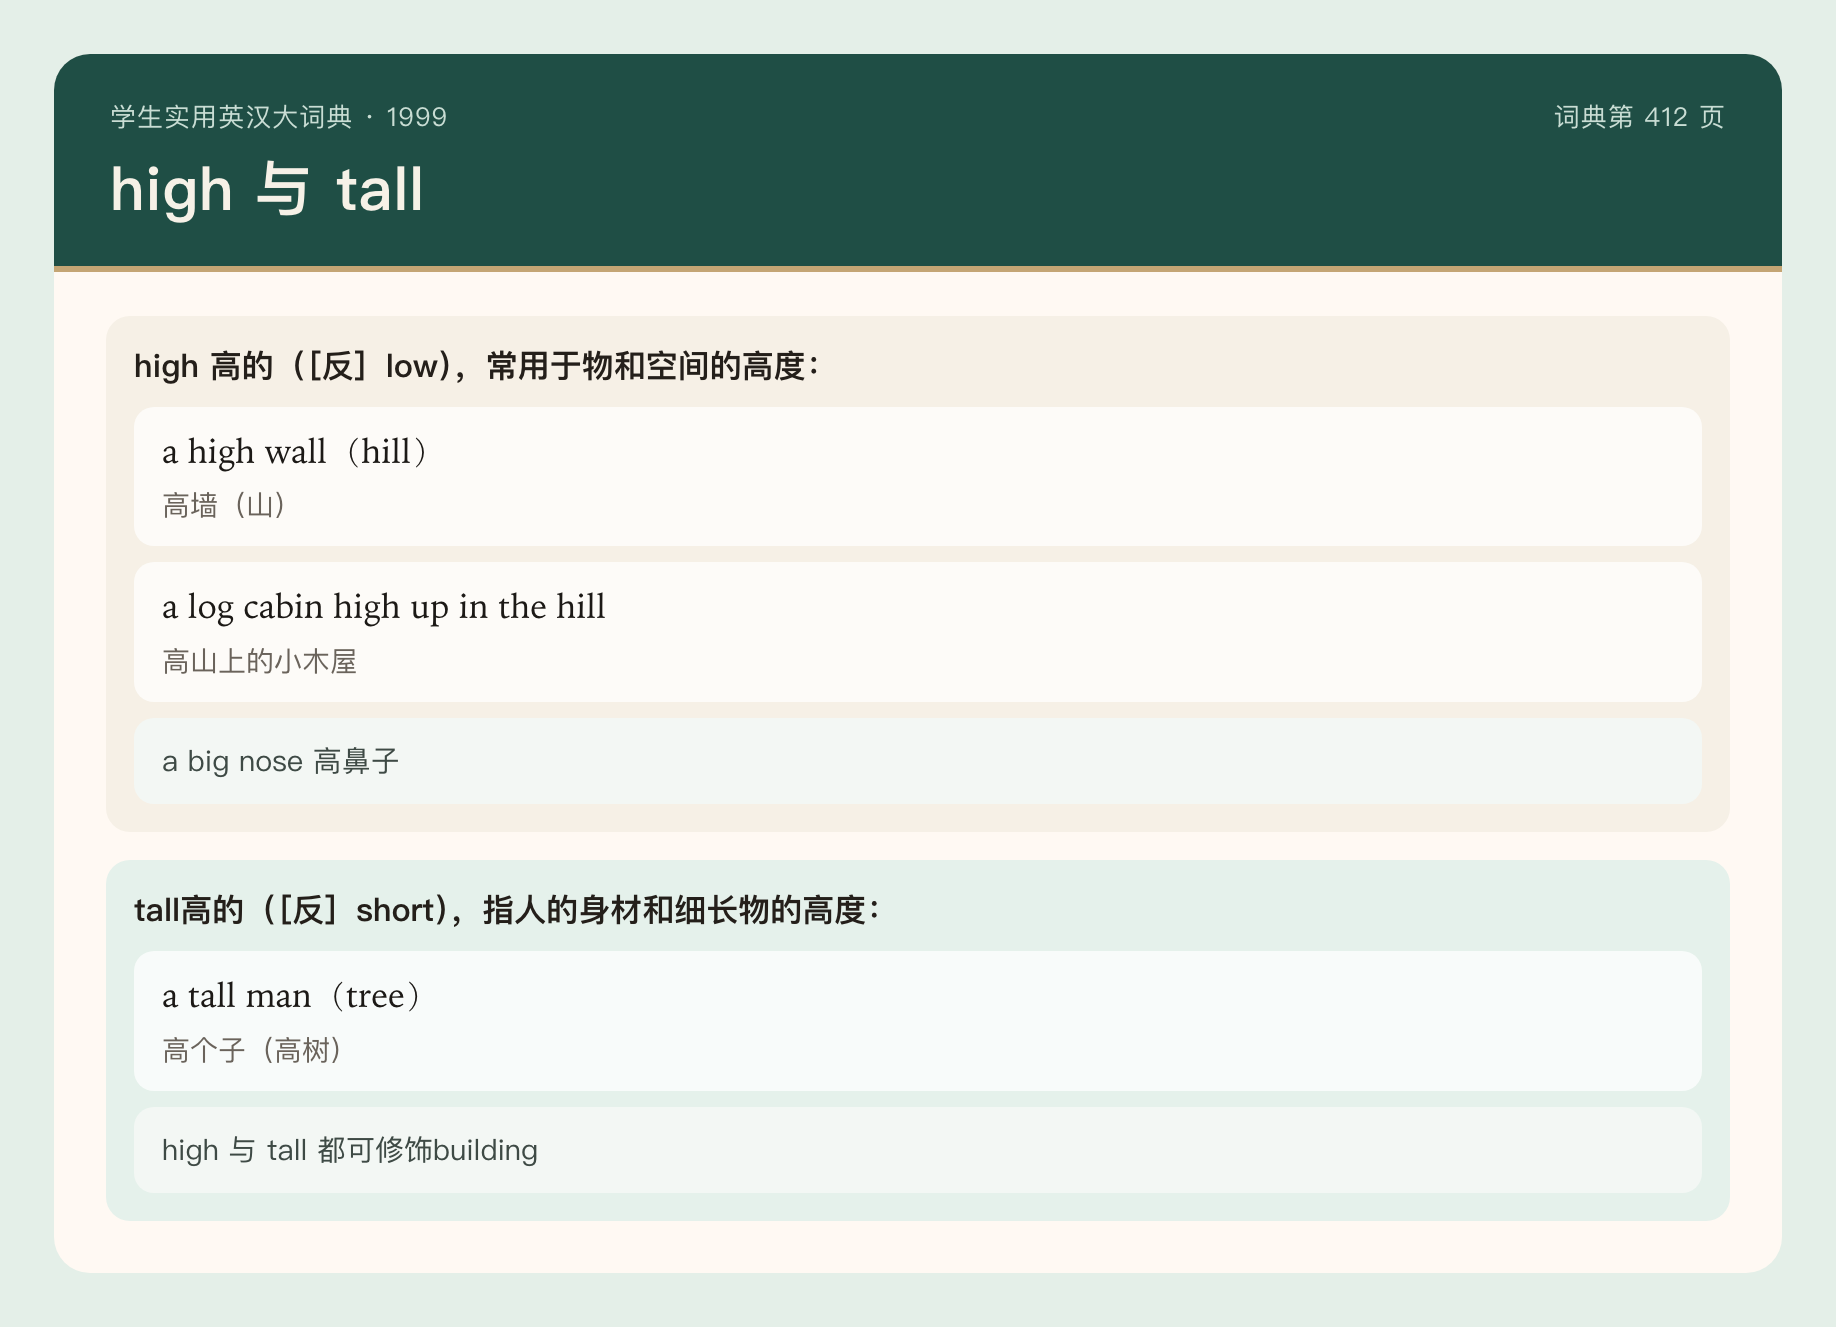 学生实用英汉大词典 · 1999
词典第 412 页
high 与 tall
high 高的（［反］low），常用于物和空间的高度：
a high wall（hill）
高墙（山）
a log cabin high up in the hill
高山上的小木屋
a big nose 高鼻子
tall高的（［反］short），指人的身材和细长物的高度：
a tall man（tree）
高个子（高树）
high 与 tall 都可修饰building